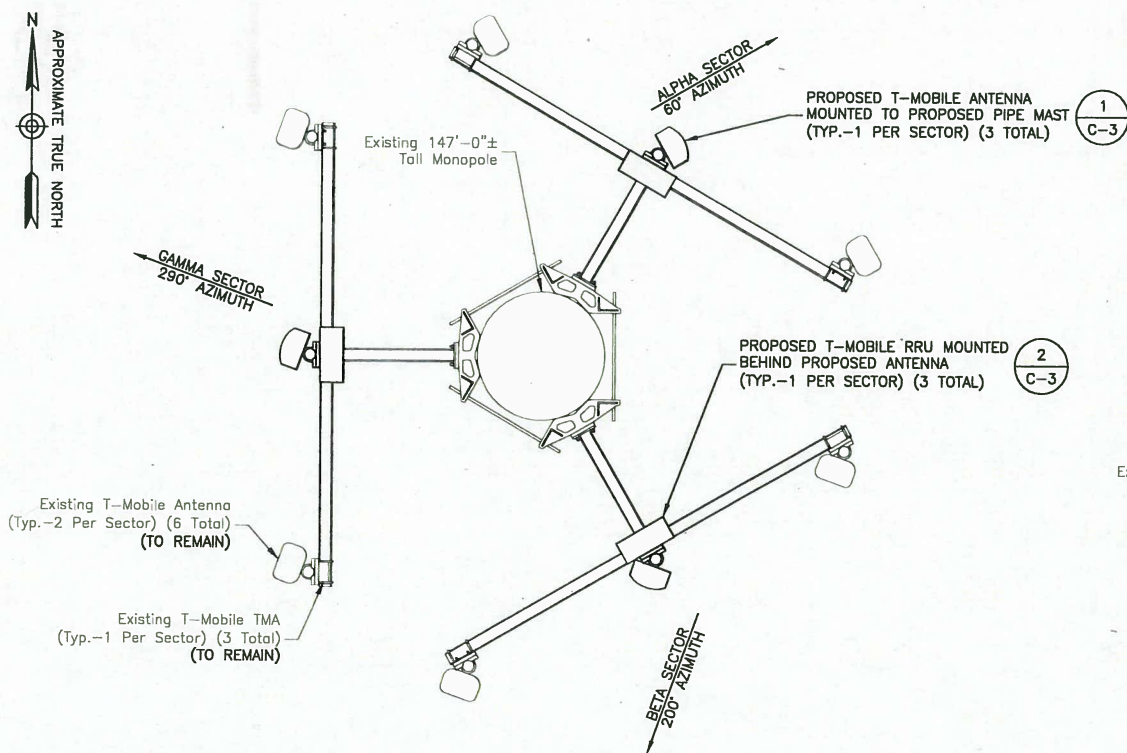 N
APPROXIMATE TRUE NORTH
ALPHA SECTOR
60° AZIMUTH
PROPOSED T-MOBILE ANTENNA
MOUNTED TO PROPOSED PIPE MAST
(TYP.-1 PER SECTOR) (3 TOTAL)
1
C-3
Existing 147'-0"±
Tall Monopole
GAMMA SECTOR
290° AZIMUTH
PROPOSED T-MOBILE RRU MOUNTED
BEHIND PROPOSED ANTENNA
(TYP.-1 PER SECTOR) (3 TOTAL)
2
C-3
Existing T-Mobile Antenna
(Typ.-2 Per Sector) (6 Total)
(TO REMAIN)
Existing T-Mobile TMA
(Typ.-1 Per Sector) (3 Total)
(TO REMAIN)
BETA SECTOR
200° AZIMUTH